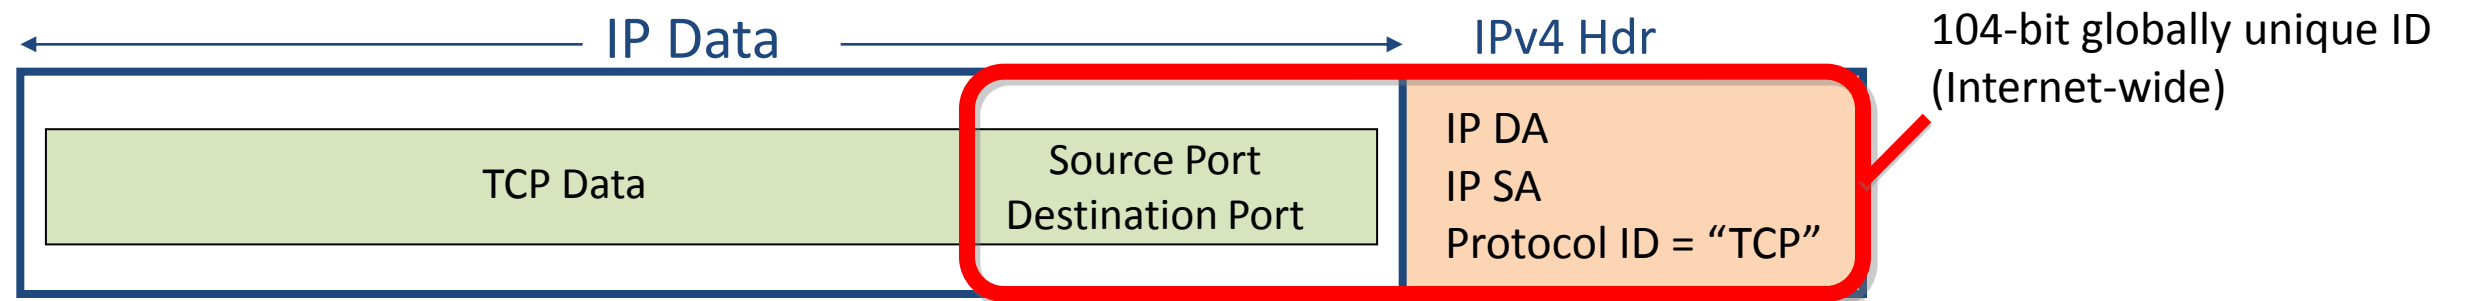 IP Data
IPv4 Hdr
104-bit globally unique ID
(Internet-wide)
TCP Data
Source Port
Destination Port
IP DA
IP SA
Protocol ID = “TCP”